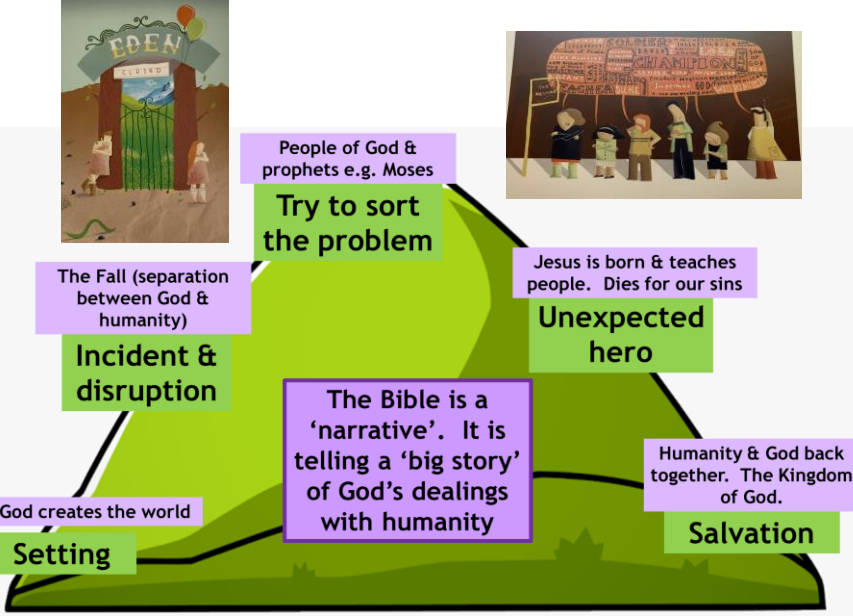 EDEN
CLOSED
CHAMPION
People of God &
prophets e.g. Moses
Try to sort
the problem
The Fall (separation
between God &
humanity)
Incident &
disruption
Jesus is born & teaches
people.  Dies for our sins
Unexpected
hero
The Bible is a
‘narrative’.  It is
telling a ‘big story’
of God’s dealings
with humanity
God creates the world
Setting
Humanity & God back
together.  The Kingdom
of God.
Salvation